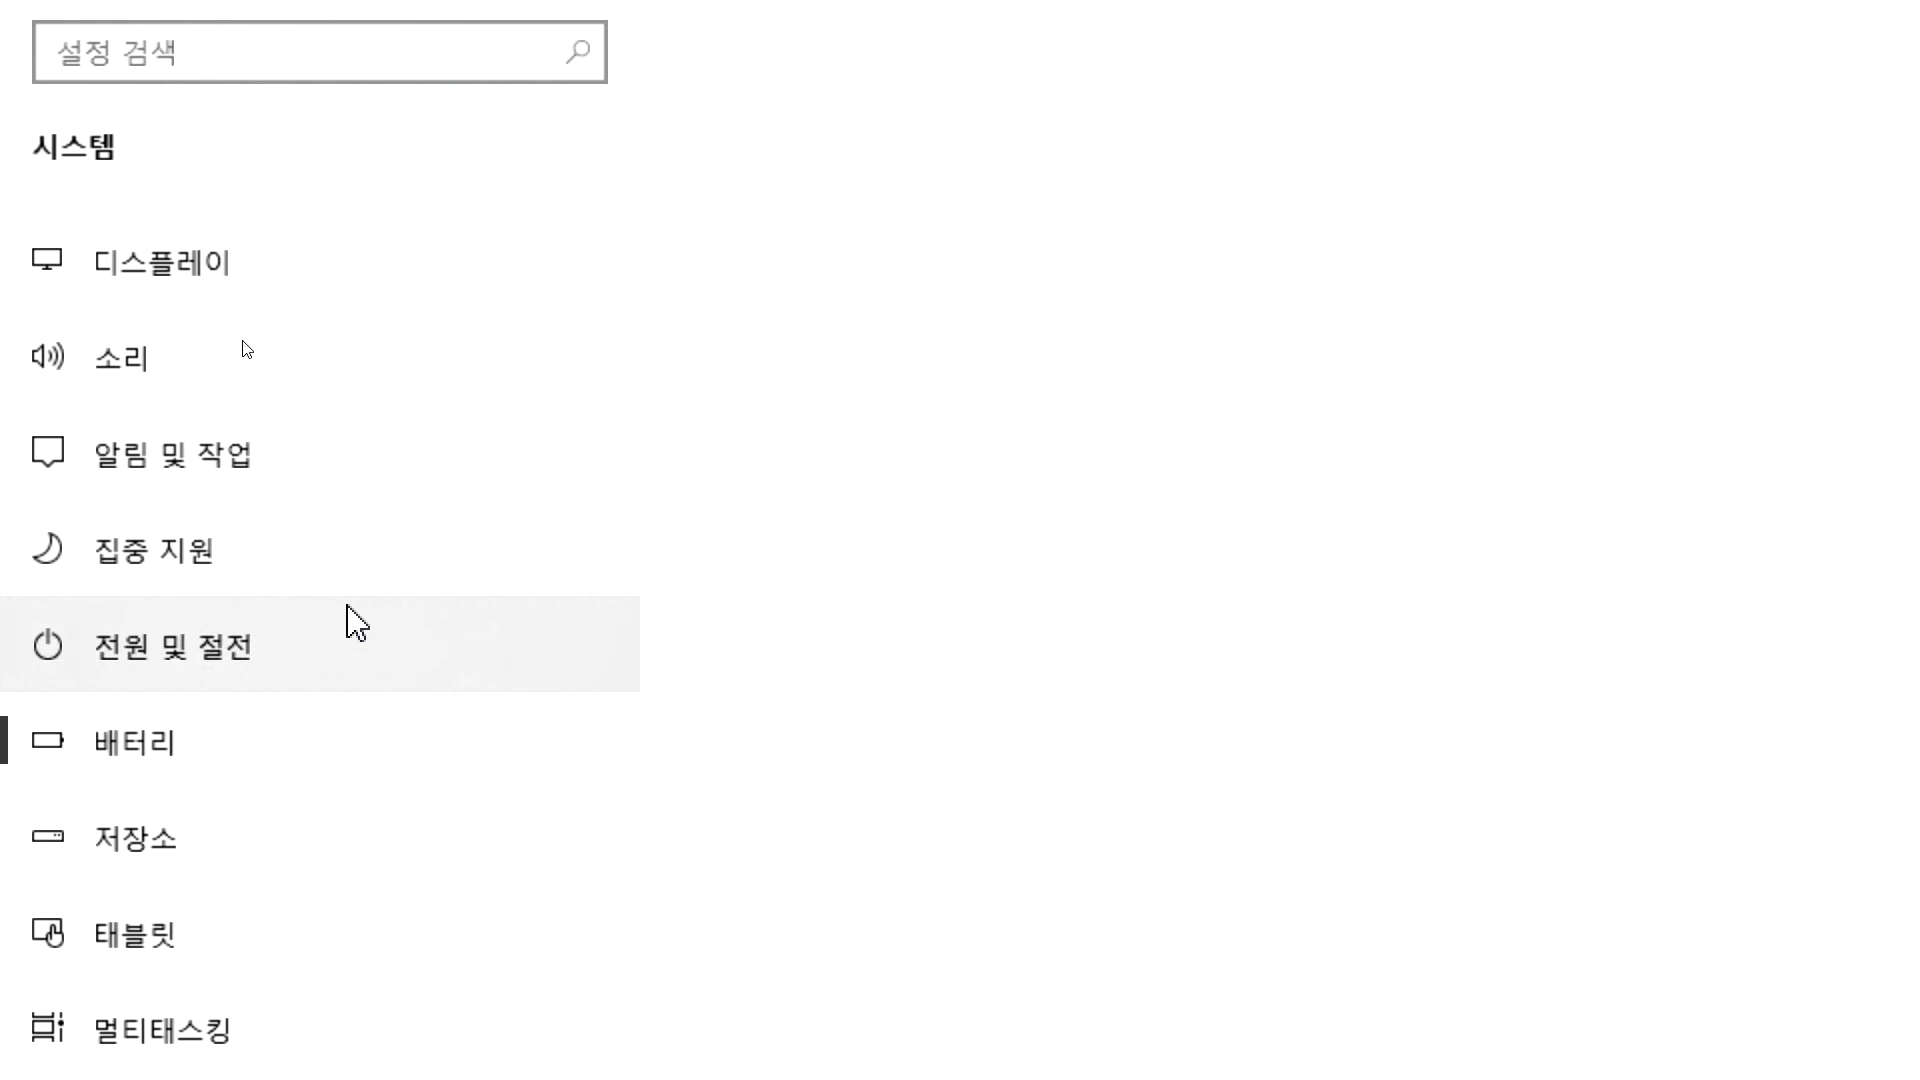 설정 검색
시스템
디스플레이
소리
알림 및 작업
집중 지원
전원 및 절전
배터리
저장소
태블릿
멀티태스킹